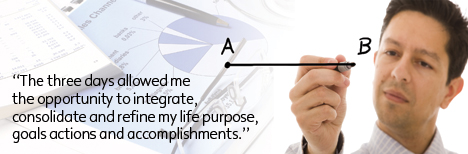 A
B
“The three days allowed me
the opportunity to integrate,
consolidate and refine my life purpose,
goals actions and accomplishments.”